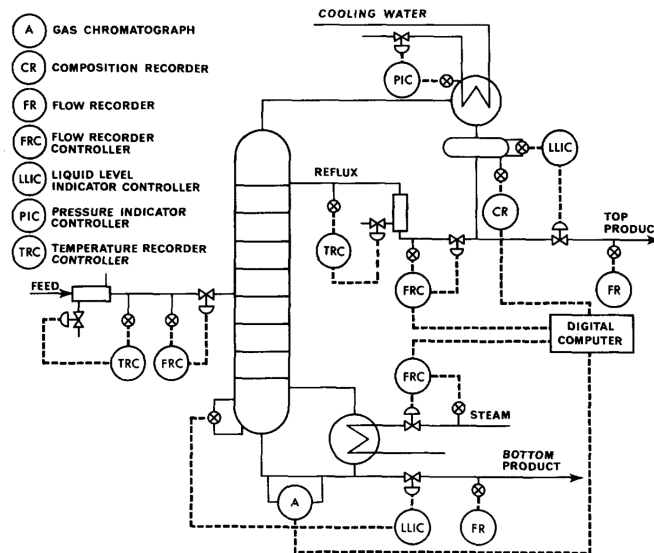 COOLING WATER
A GAS CHROMATOGRAPH
CR COMPOSITION RECORDER
FR FLOW RECORDER
FRC FLOW RECORDER
CONTROLLER
LLIC LIQUID LEVEL
INDICATOR CONTROLLER
PIC PRESSURE INDICATOR
CONTROLLER
TRC TEMPERATURE RECORDER
CONTROLLER
PIC
LLIC
REFLUX
CR
TOP
PRODUC
TRC
FEED
FRC
FR
DIGITAL
COMPUTER
TRC
FRC
FRC
STEAM
BOTTOM
PRODUCT
A
LLIC
FR